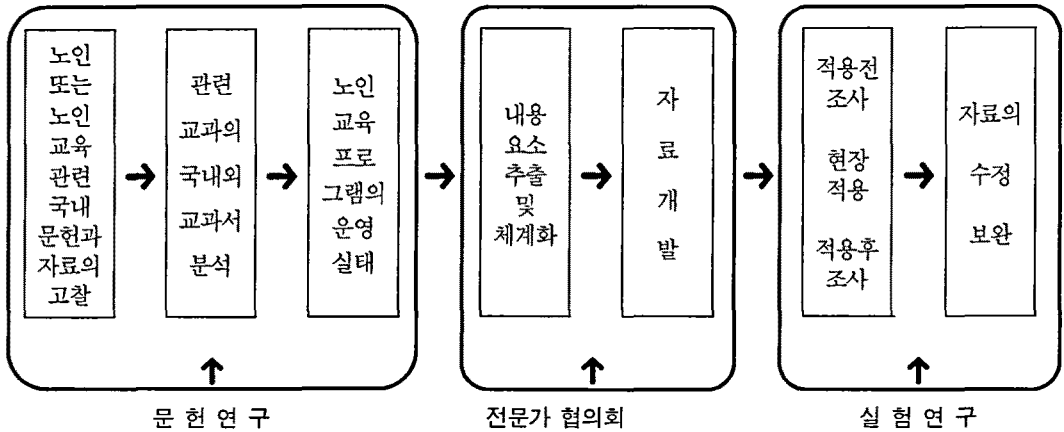 노인
또는
노인
교육
관련
국내
문헌과
자료의
고찰
관련
교과의
국내외
교과서
분석
노인
교육
프로
그램의
운영
실태
내용
요소
추출
및
체계화
자
료
개
발
적용전
조사
현장
적용
적용후
조사
자료의
수정
보완
문 헌 연 구
전문가 협의회
실 험 연 구